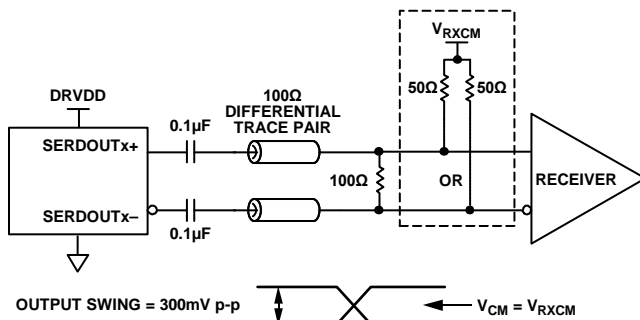 V_RXCM
50Ω 50Ω
DRVDD
100Ω
DIFFERENTIAL
TRACE PAIR
0.1µF
SERDOUTx+
100Ω
OR
RECEIVER
SERDOUTx–
0.1µF
OUTPUT SWING = 300mV p-p
V_CM = V_RXCM